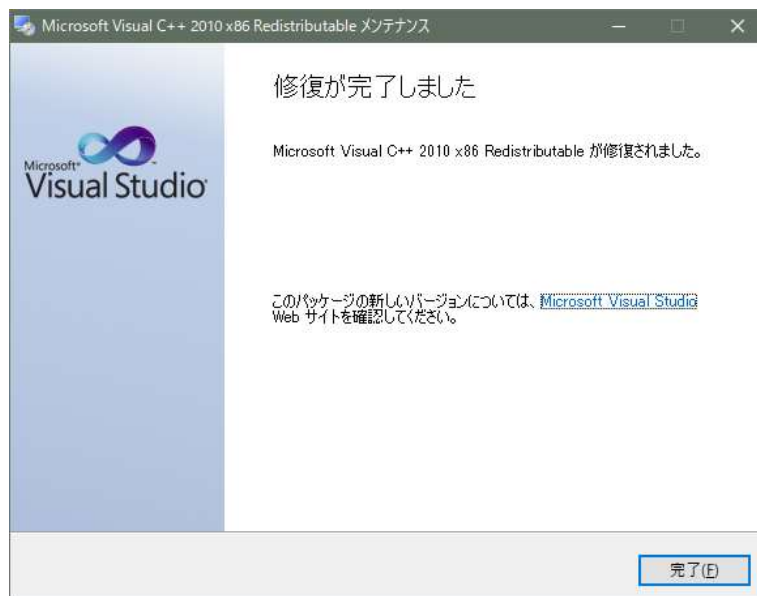 Microsoft Visual C++ 2010 x86 Redistributable メンテナンス
修復が完了しました
Microsoft Visual C++ 2010 x86 Redistributable が修復されました。
Microsoft®
Visual Studio®
このパッケージの新しいバージョンについては、Microsoft Visual Studio
Web サイトを確認してください。
完了(F)